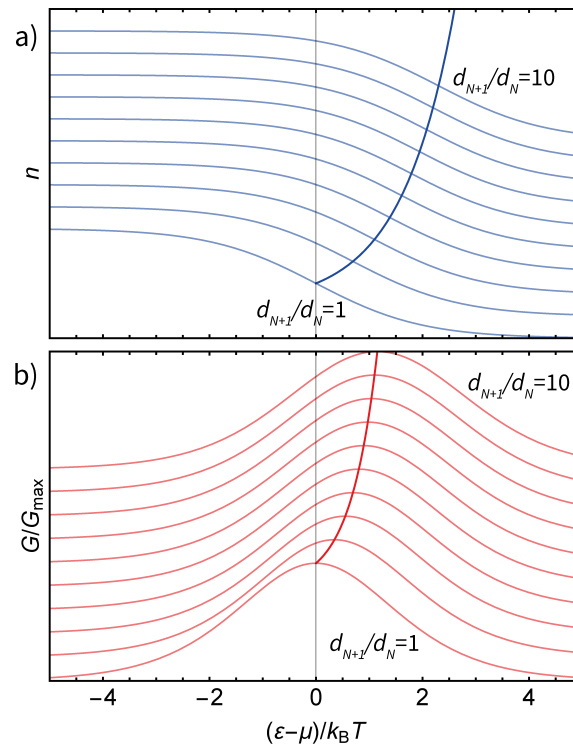 a)
d_{N+1}/d_N=10
n
d_{N+1}/d_N=1
b)
d_{N+1}/d_N=10
G/G_max
d_{N+1}/d_N=1
−4 −2 0 2 4
(ε−μ)/k_BT